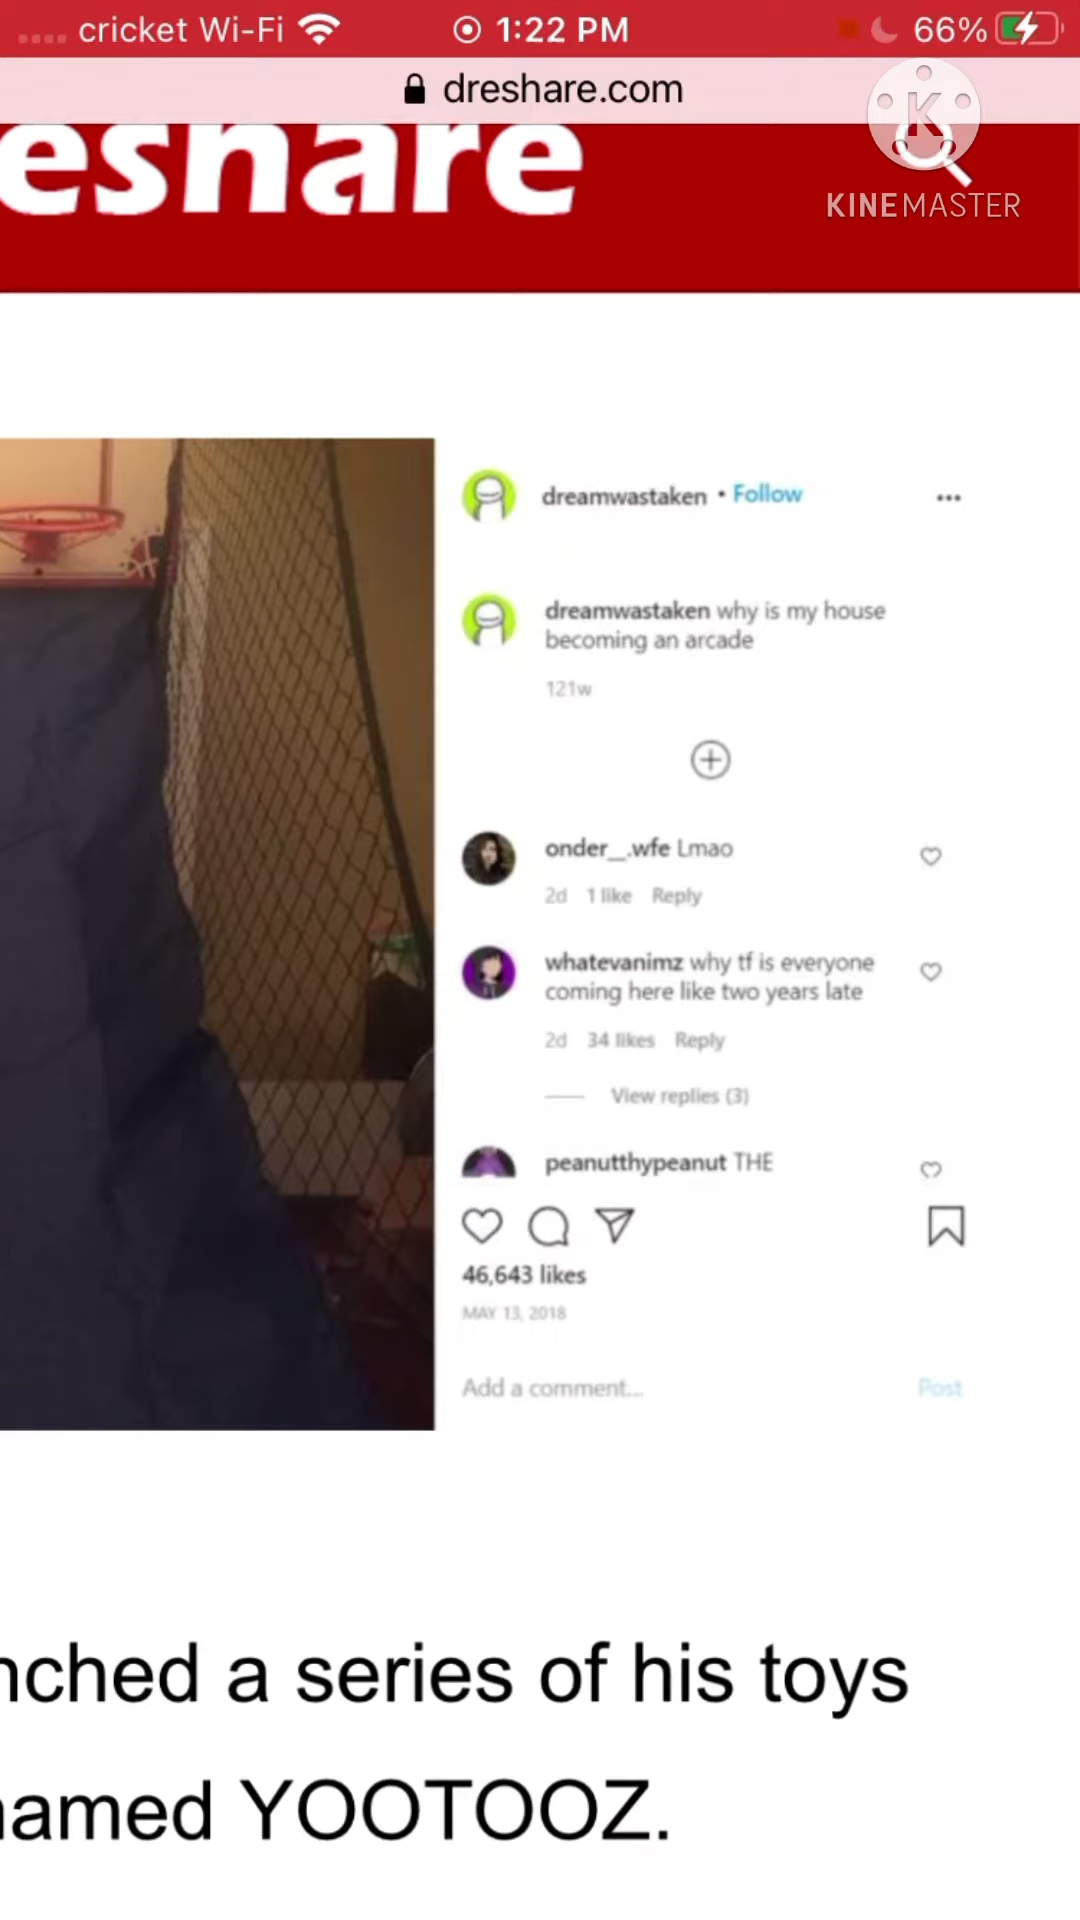 cricket Wi-Fi 1:22 PM 66%
dreshare.com
eshare
K
KINEMASTER
dreamwastaken • Follow
dreamwastaken why is my house
becoming an arcade
121w
onder__.wfe Lmao
2d 1 like Reply
whatevanimz why tf is everyone
coming here like two years late
2d 34 likes Reply
View replies (3)
peanutthypeanut THE
46,643 likes
MAY 13, 2018
Add a comment... Post
nched a series of his toys
named YOOTOOZ.